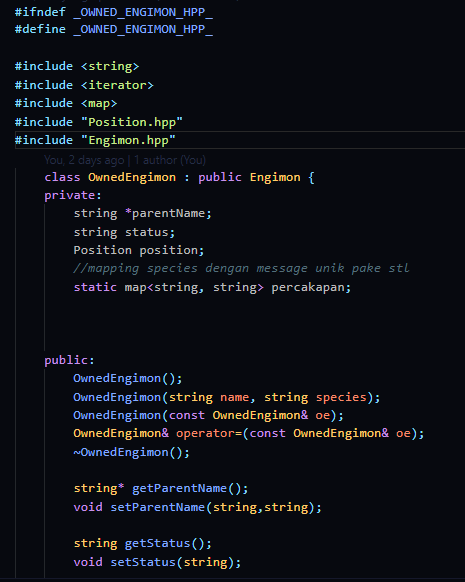 #ifndef _OWNED_ENGIMON_HPP_
#define _OWNED_ENGIMON_HPP_
#include <string>
#include <iterator>
#include <map>
#include "Position.hpp"
#include "Engimon.hpp"
You, 2 days ago | 1 author (You)
class OwnedEngimon : public Engimon {
private:
string *parentName;
string status;
Position position;
//mapping species dengan message unik pake stl
static map<string, string> percakapan;
public:
OwnedEngimon();
OwnedEngimon(string name, string species);
OwnedEngimon(const OwnedEngimon& oe);
OwnedEngimon& operator=(const OwnedEngimon& oe);
~OwnedEngimon();
string* getParentName();
void setParentName(string,string);
string getStatus();
void setStatus(string);